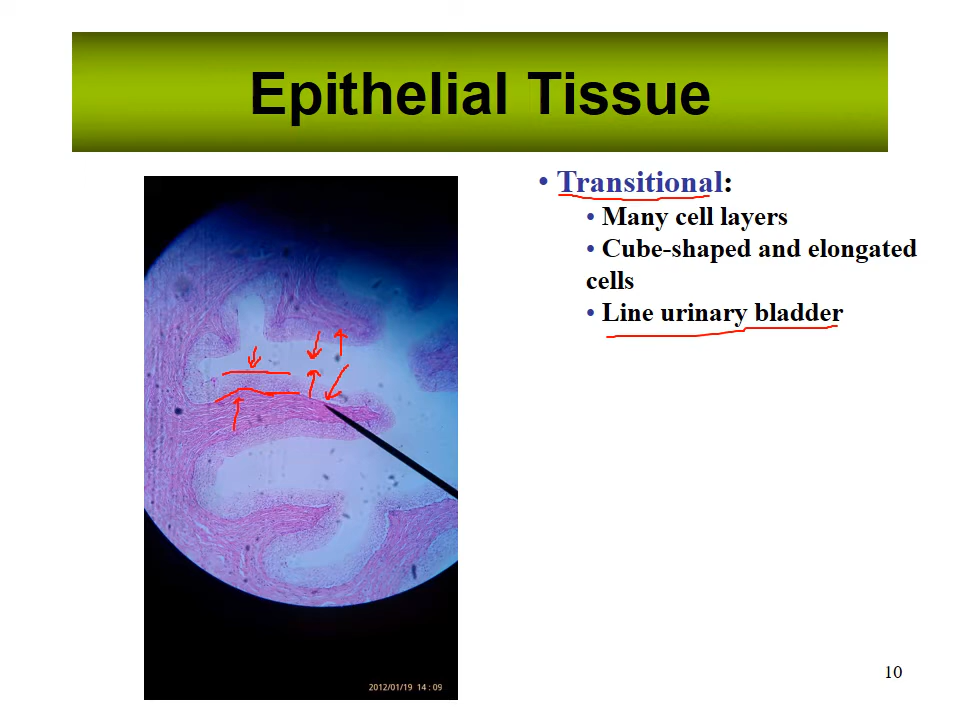 Epithelial Tissue
• Transitional:
• Many cell layers
• Cube-shaped and elongated
cells
• Line urinary bladder
2012/01/19 14 : 09
10